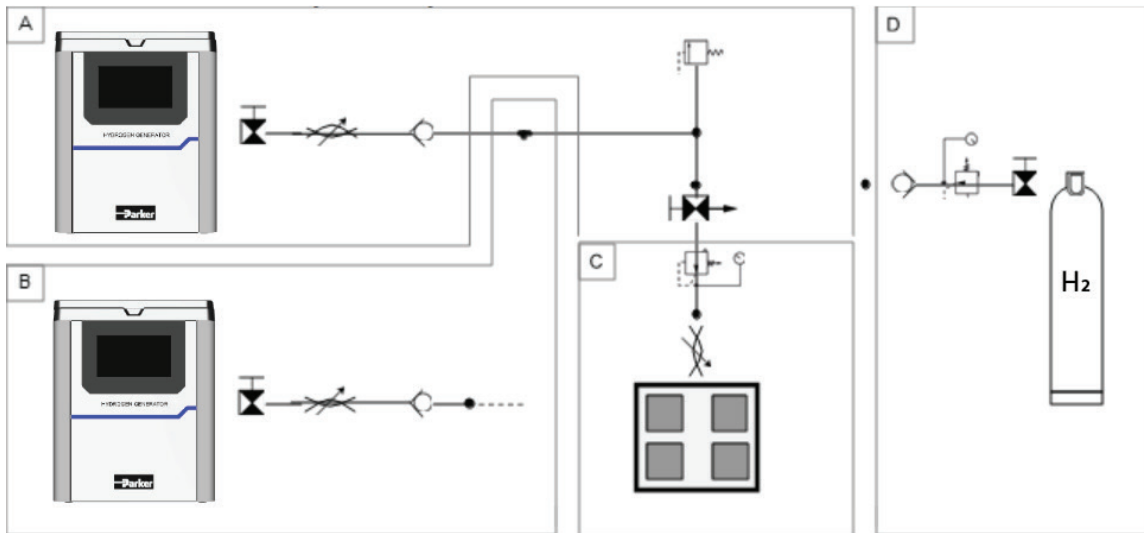 A
HYDROGEN GENERATOR
Parker
B
HYDROGEN GENERATOR
Parker
C
D
H₂